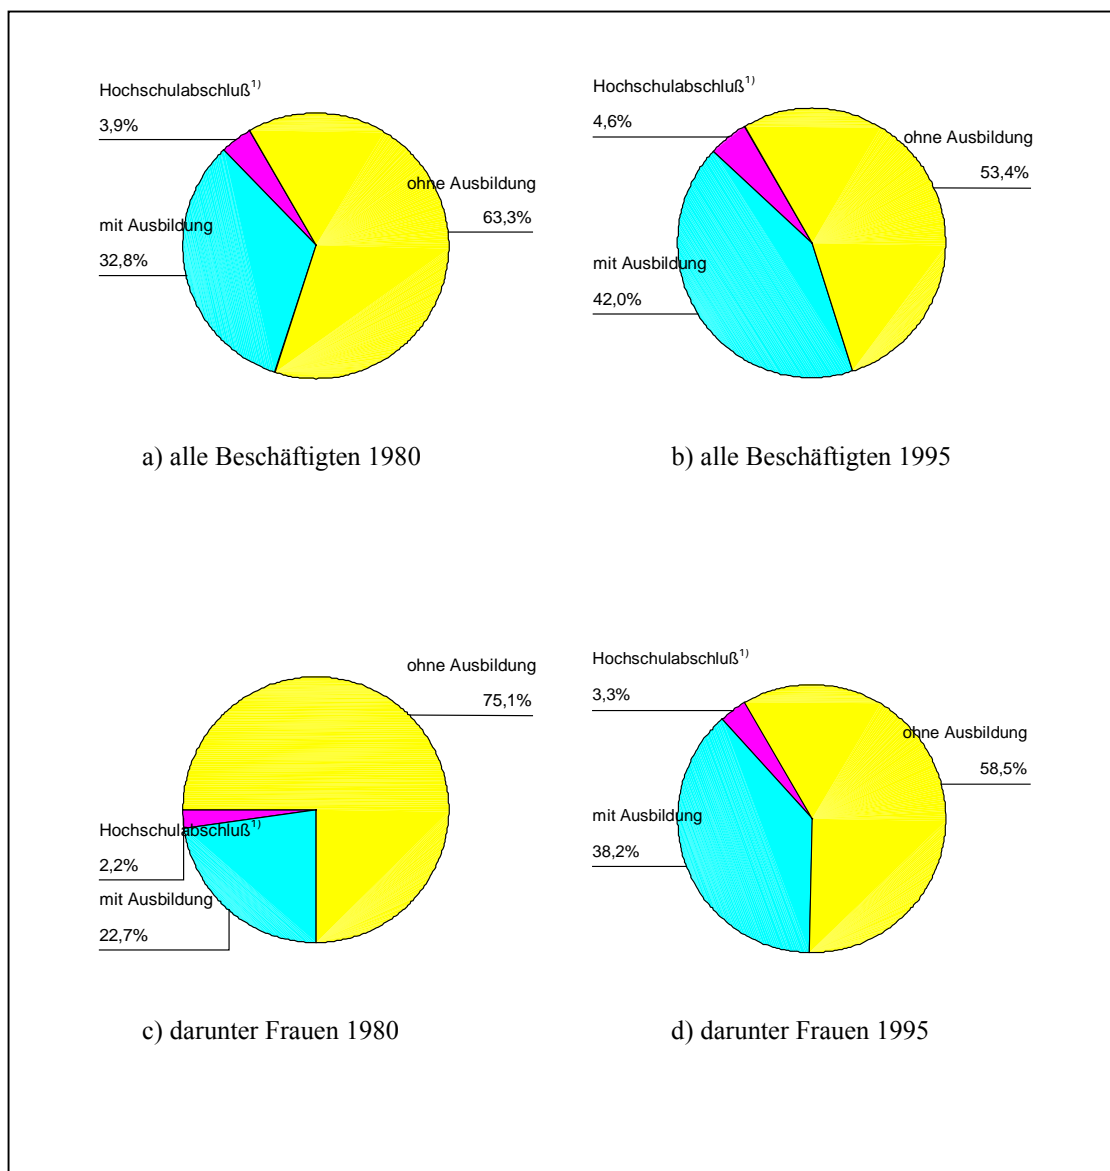 Hochschulabschluß1)
3,9%
ohne Ausbildung
63,3%
mit Ausbildung
32,8%
a) alle Beschäftigten 1980
Hochschulabschluß1)
4,6%
ohne Ausbildung
53,4%
mit Ausbildung
42,0%
b) alle Beschäftigten 1995
ohne Ausbildung
75,1%
Hochschulabschluß1)
2,2%
mit Ausbildung
22,7%
c) darunter Frauen 1980
Hochschulabschluß1)
3,3%
ohne Ausbildung
58,5%
mit Ausbildung
38,2%
d) darunter Frauen 1995